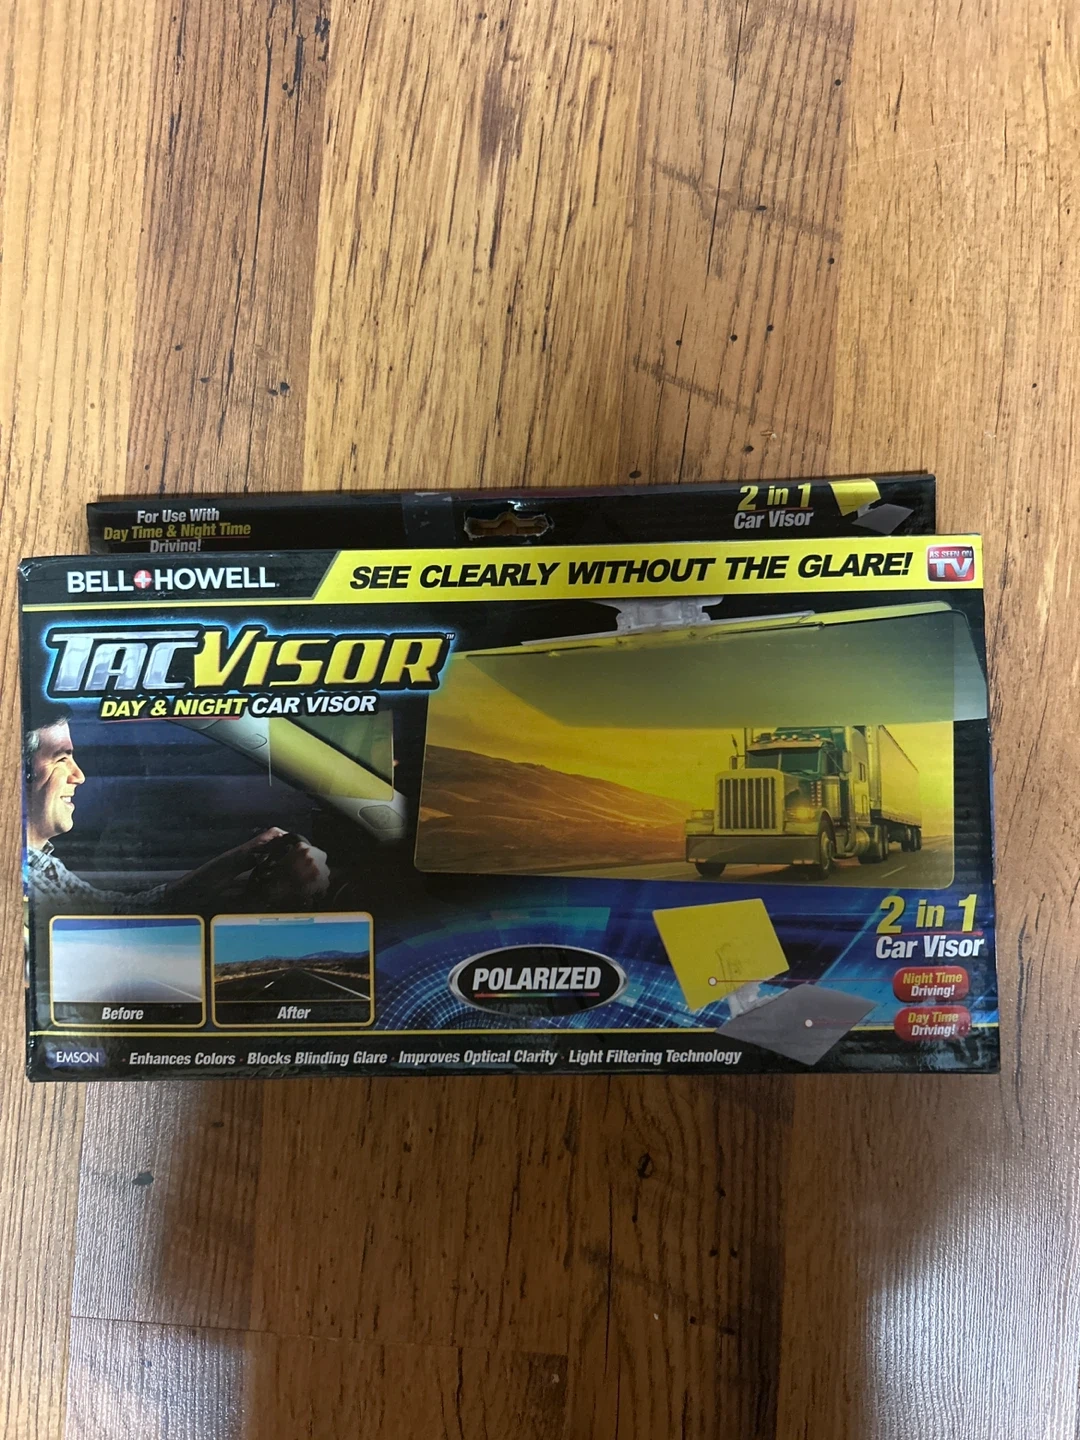 For Use With
Day Time & Night Time
Driving!
2 in 1
Car Visor
BELL+HOWELL
SEE CLEARLY WITHOUT THE GLARE!
AS SEEN ON
TV
TACVISOR™
DAY & NIGHT CAR VISOR
Before
After
POLARIZED
2 in 1
Car Visor
Night Time
Driving!
Day Time
Driving!
EMSON
Enhances Colors · Blocks Blinding Glare · Improves Optical Clarity · Light Filtering Technology